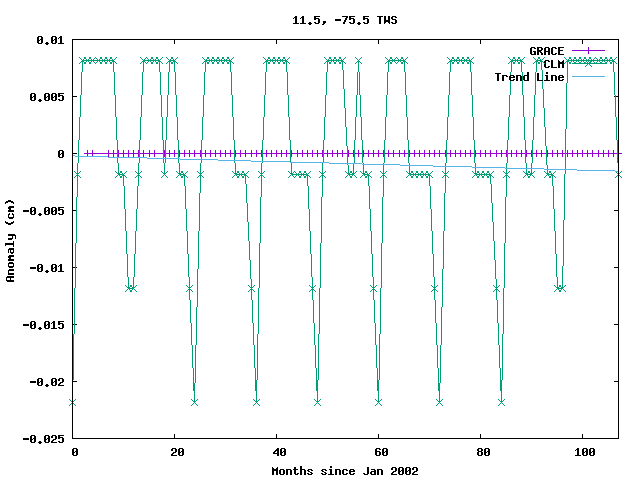 11.5, -75.5 TWS
GRACE
CLM
Trend Line
0.01
0.005
0
-0.005
-0.01
-0.015
-0.02
-0.025
Anomaly (cm)
0 20 40 60 80 100
Months since Jan 2002